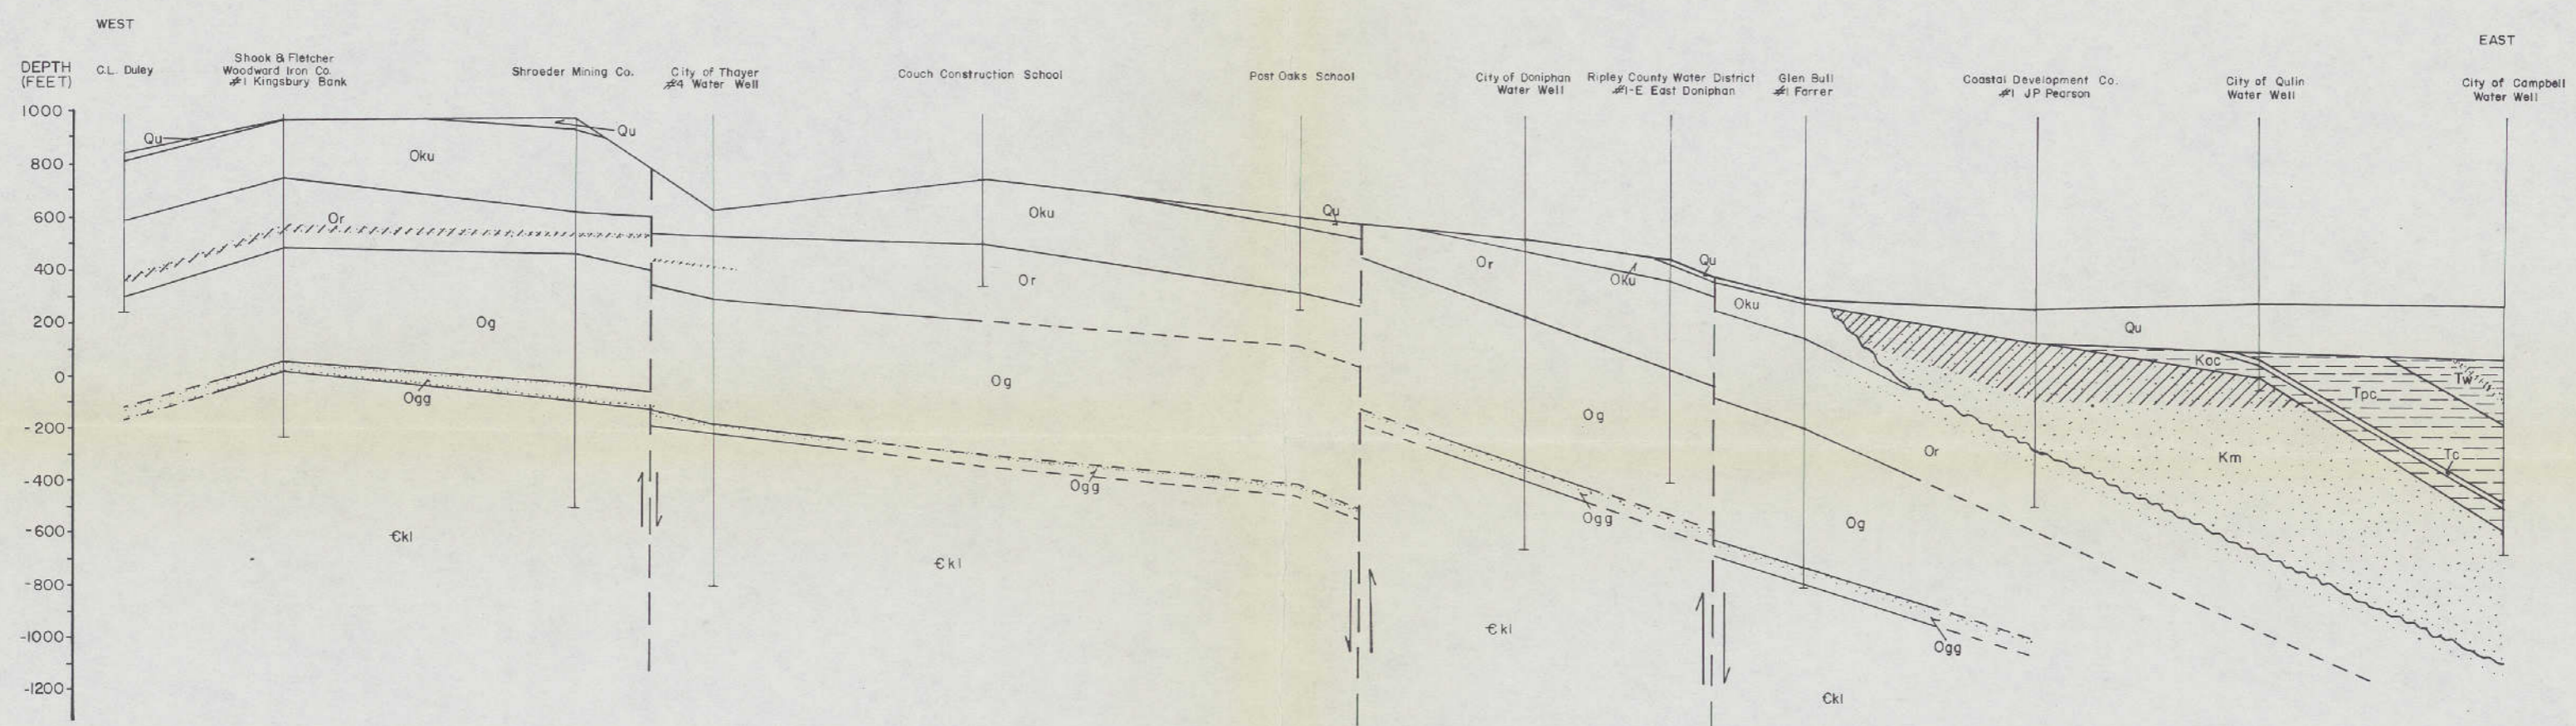 WEST
EAST
DEPTH
(FEET)
C.L. Duley
Shook & Fletcher
Woodward Iron Co.
#1 Kingsbury Bank
Shroeder Mining Co.
City of Thayer
#4 Water Well
Couch Construction School
Post Oaks School
City of Doniphan
Water Well
Ripley County Water District
#1-E East Doniphan
Glen Bull
#1 Farrer
Coastal Development Co.
#1 JP Pearson
City of Qulin
Water Well
City of Campbell
Water Well
1000
800
600
400
200
0
-200
-400
-600
-800
-1000
-1200
Qu
Qu
Oku
Or
Og
Ogg
€kl
Oku
Or
Og
Ogg
€kl
Qu
Or
Oku
Qu
Og
Ogg
€kl
Oku
Or
Og
Ogg
€kl
Qu
Koc
Km
Tpc
Tw
Tc